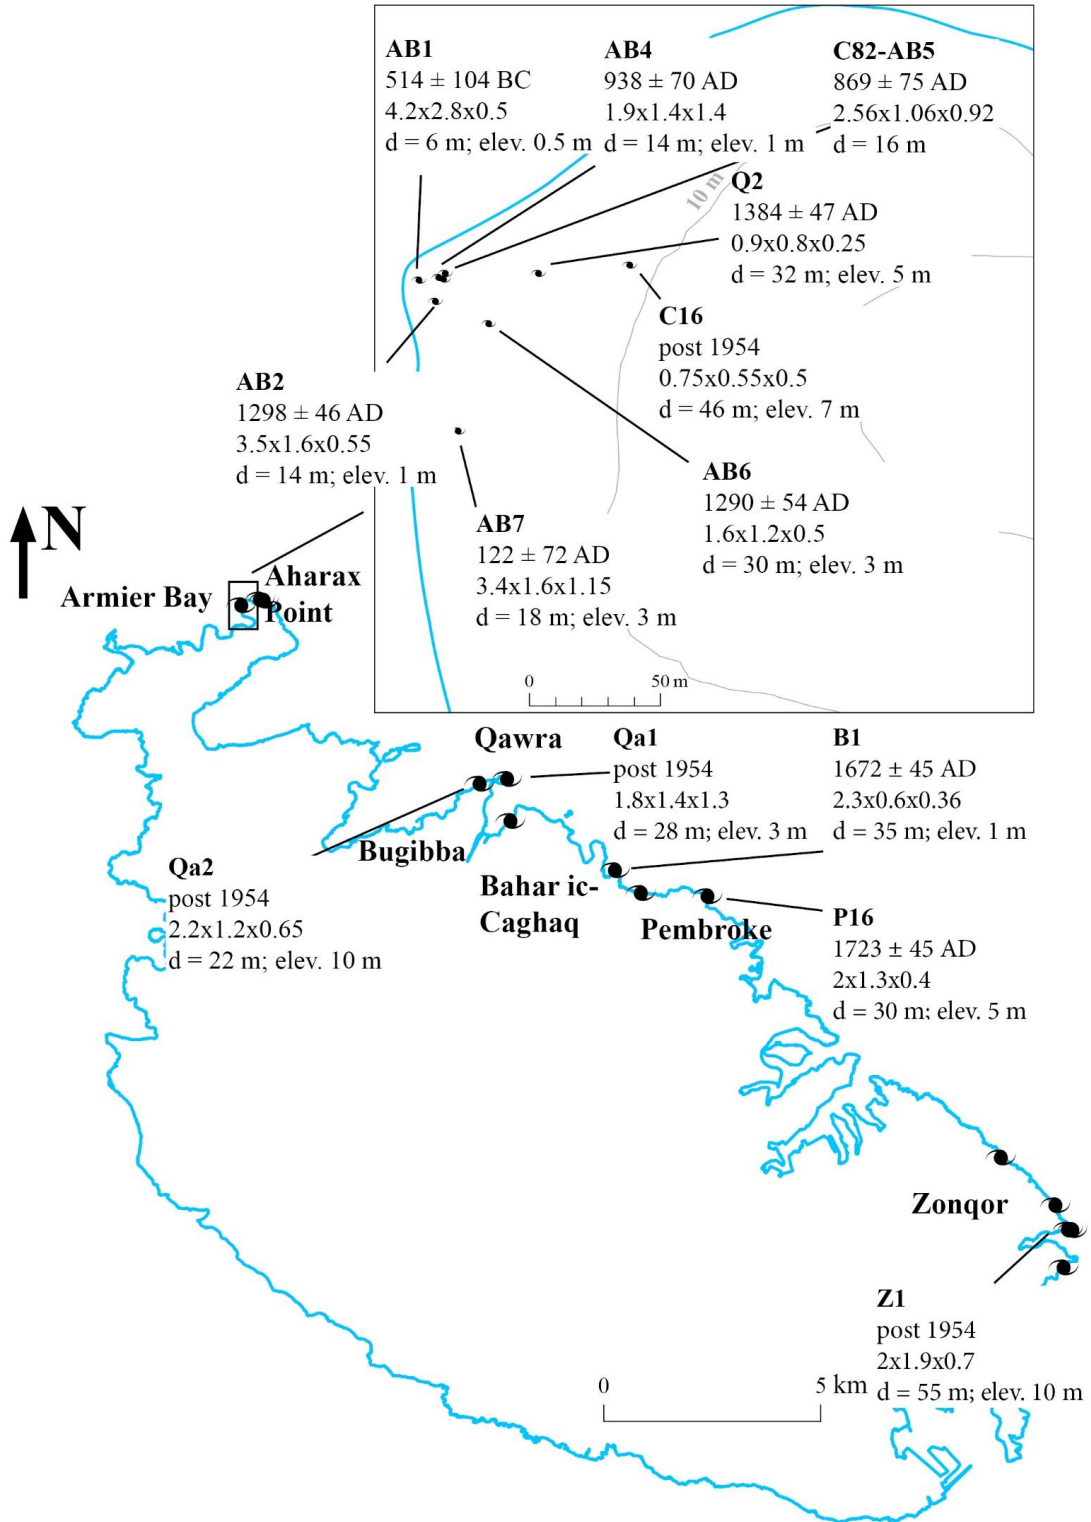 AB1
514 ± 104 BC
4.2x2.8x0.5
d = 6 m; elev. 0.5 m
AB4
938 ± 70 AD
1.9x1.4x1.4
d = 14 m; elev. 1 m
C82-AB5
869 ± 75 AD
2.56x1.06x0.92
d = 16 m
10 m
Q2
1384 ± 47 AD
0.9x0.8x0.25
d = 32 m; elev. 5 m
C16
post 1954
0.75x0.55x0.5
d = 46 m; elev. 7 m
AB2
1298 ± 46 AD
3.5x1.6x0.55
d = 14 m; elev. 1 m
AB6
1290 ± 54 AD
1.6x1.2x0.5
d = 30 m; elev. 3 m
AB7
122 ± 72 AD
3.4x1.6x1.15
d = 18 m; elev. 3 m
0 50 m
N
Armier Bay
Aharax
Point
Qawra
Qa1
post 1954
1.8x1.4x1.3
d = 28 m; elev. 3 m
B1
1672 ± 45 AD
2.3x0.6x0.36
d = 35 m; elev. 1 m
Bugibba
Qa2
post 1954
2.2x1.2x0.65
d = 22 m; elev. 10 m
Bahar ic-
Caghaq
Pembroke
P16
1723 ± 45 AD
2x1.3x0.4
d = 30 m; elev. 5 m
Zonqor
Z1
post 1954
2x1.9x0.7
d = 55 m; elev. 10 m
0 5 km